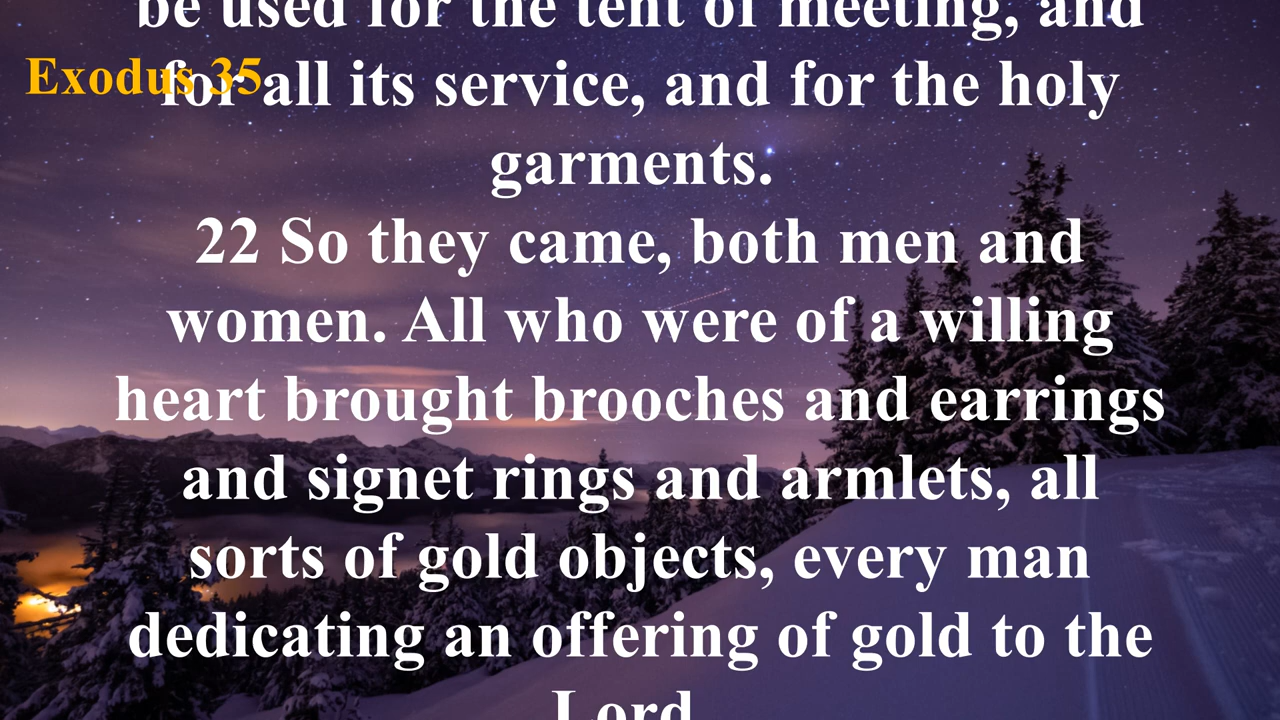 be used for the tent of meeting, and
Exodus 35
for all its service, and for the holy
garments.
22 So they came, both men and
women. All who were of a willing
heart brought brooches and earrings
and signet rings and armlets, all
sorts of gold objects, every man
dedicating an offering of gold to the
Lord